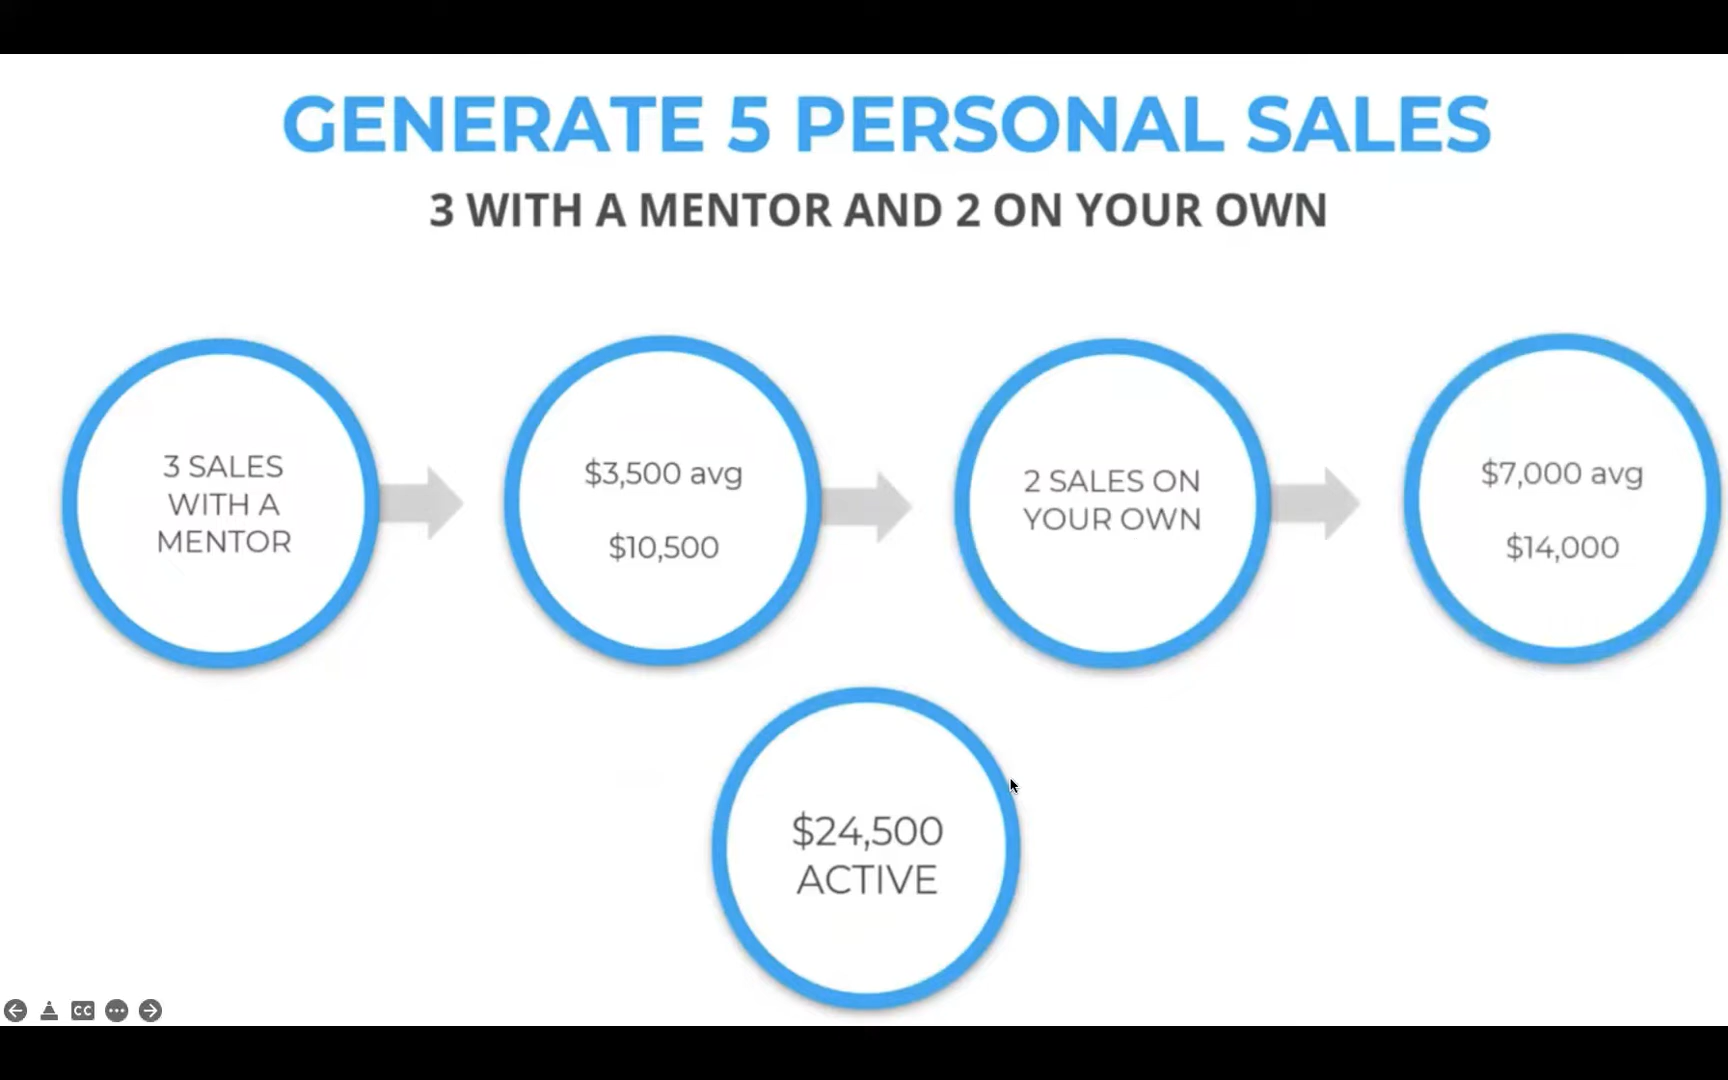 GENERATE 5 PERSONAL SALES
3 WITH A MENTOR AND 2 ON YOUR OWN
3 SALES
WITH A
MENTOR
$3,500 avg
$10,500
2 SALES ON
YOUR OWN
$7,000 avg
$14,000
$24,500
ACTIVE
CC